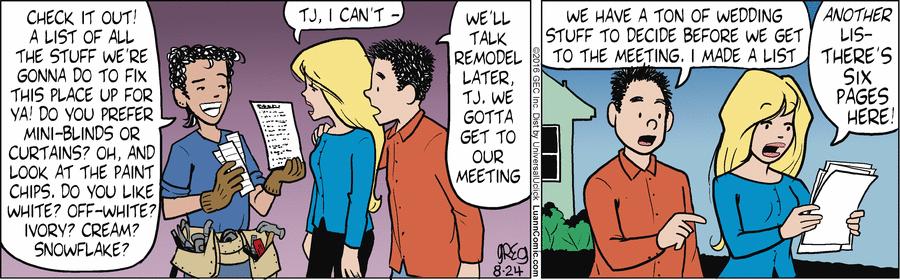 CHECK IT OUT!
A LIST OF ALL
THE STUFF WE'RE
GONNA DO TO FIX
THIS PLACE UP FOR
YA! DO YOU PREFER
MINI-BLINDS OR
CURTAINS? OH, AND
LOOK AT THE PAINT
CHIPS. DO YOU LIKE
WHITE? OFF-WHITE?
IVORY? CREAM?
SNOWFLAKE?
TJ, I CAN'T -
WE'LL
TALK
REMODEL
LATER,
TJ. WE
GOTTA
GET TO
OUR
MEETING
GREG
8-24
©2016 GEC Inc. Dist by UniversalUclick LuannComic.com
WE HAVE A TON OF WEDDING
STUFF TO DECIDE BEFORE WE GET
TO THE MEETING. I MADE A LIST
ANOTHER
LIS-
THERE'S
SIX
PAGES
HERE!